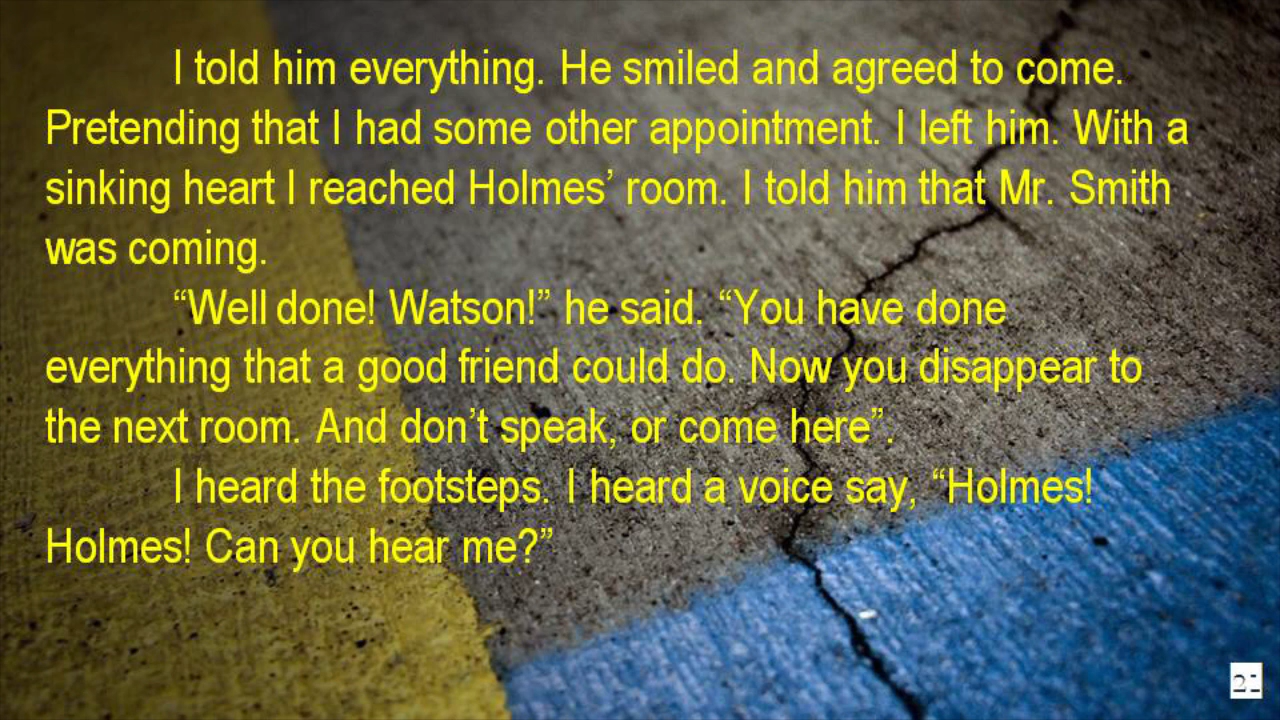 I told him everything. He smiled and agreed to come.
Pretending that I had some other appointment. I left him. With a
sinking heart I reached Holmes’ room. I told him that Mr. Smith
was coming.
“Well done! Watson!” he said. “You have done
everything that a good friend could do. Now you disappear to
the next room. And don’t speak, or come here”.
I heard the footsteps. I heard a voice say, “Holmes!
Holmes! Can you hear me?”